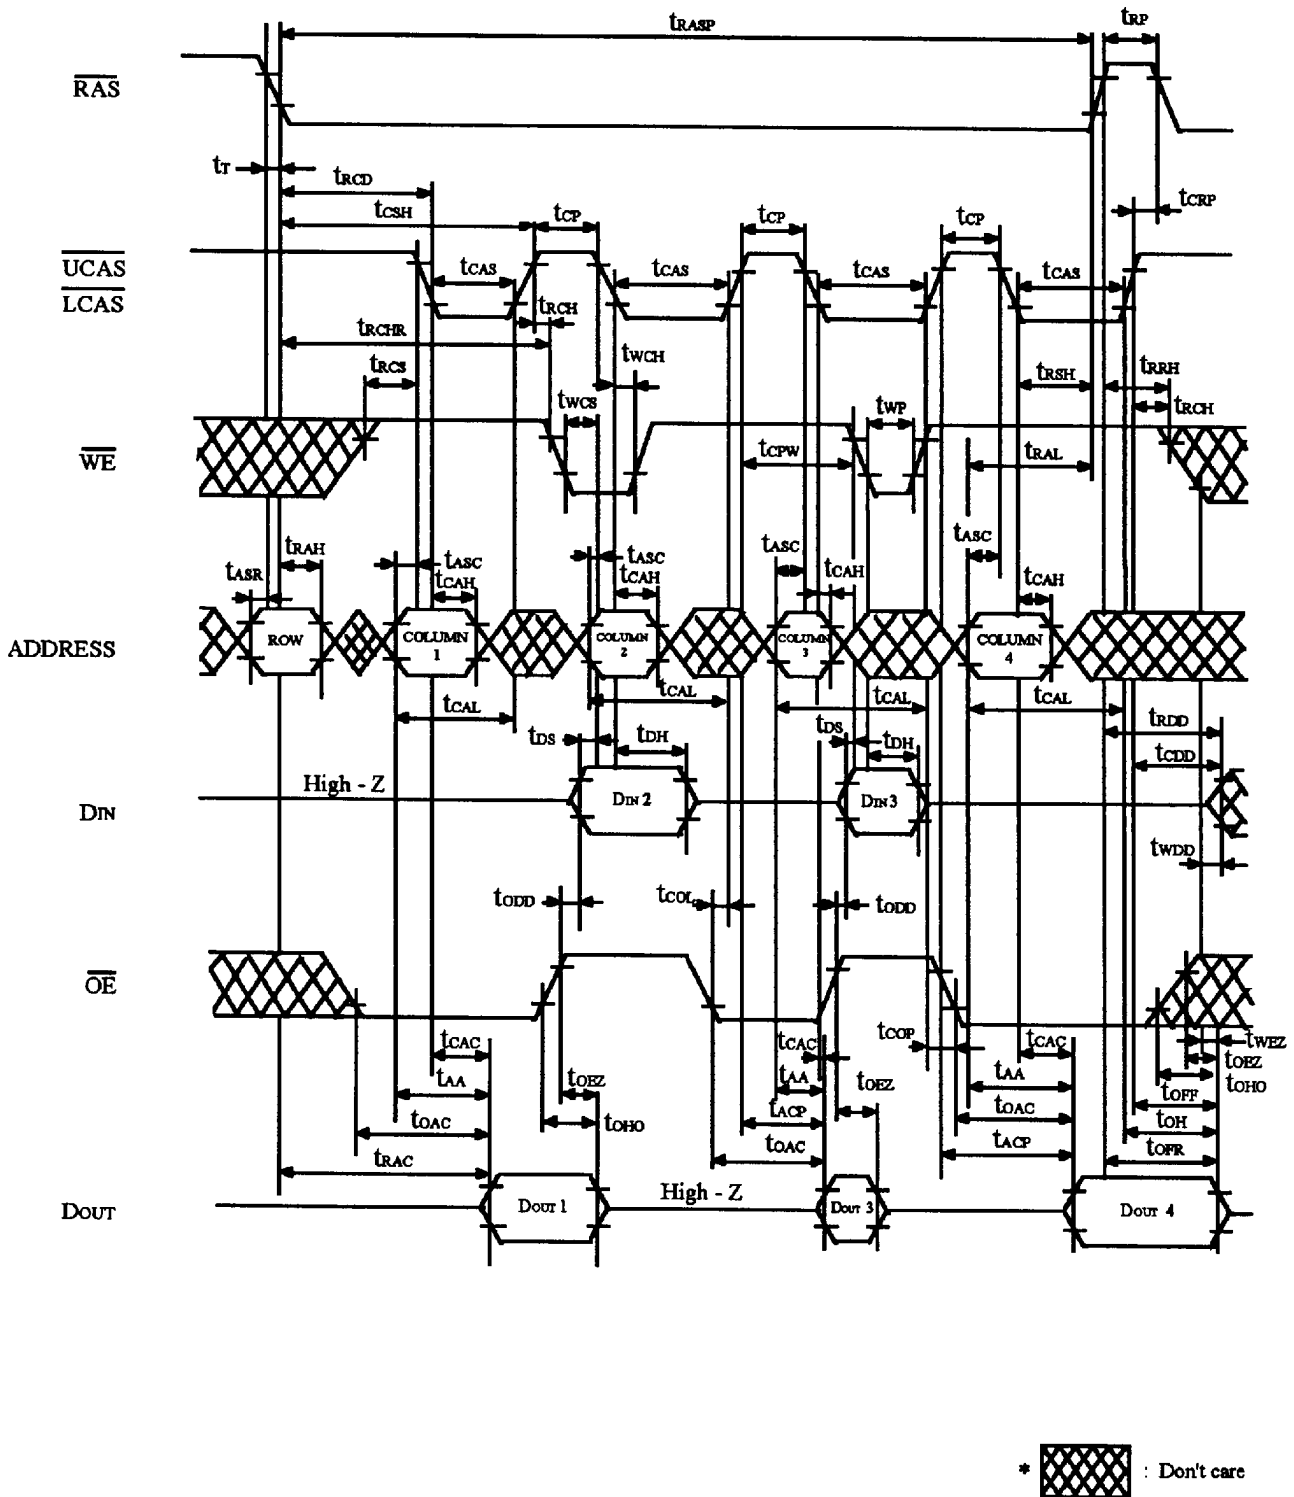 tRASP
tRP
RAS
tT
tRCD
tCSH
tCP
tCP
tCP
tCRP
UCAS
LCAS
tCAS
tCAS
tCAS
tCAS
tRCH
tRCHR
tWCH
tRCS
tRSH
tRRH
tWCS
tWP
tRCH
WE
tCPW
tRAL
tRAH
tASC
tASC
tASC
tASC
tASR
tCAH
tCAH
tCAH
tCAH
ADDRESS
ROW
COLUMN 1
COLUMN 2
COLUMN 3
COLUMN 4
tCAL
tCAL
tCAL
tCAL
tRDD
tDS
tDH
tDS
tDH
tCDD
High - Z
DIN
DIN 2
DIN 3
tWDD
tODD
tCOL
tODD
OE
tCAC
tCAC
tCOP
tCAC
tWEZ
tAA
tOEZ
tAA
tOEZ
tAA
tOEZ
tOAC
tOHO
tACP
tOAC
tOFF
tOHO
tOH
tRAC
tOAC
tACP
tOFR
DOUT
DOUT 1
High - Z
DOUT 3
DOUT 4
* : Don't care